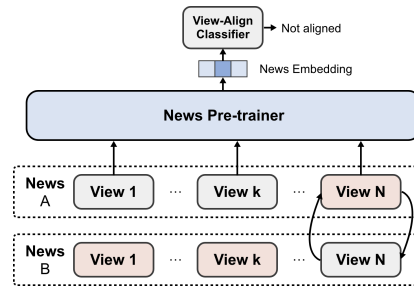 View-Align
Classifier
Not aligned
News Embedding
News Pre-trainer
News
A
View 1 ... View k ... View N
News
B
View 1 ... View k ... View N